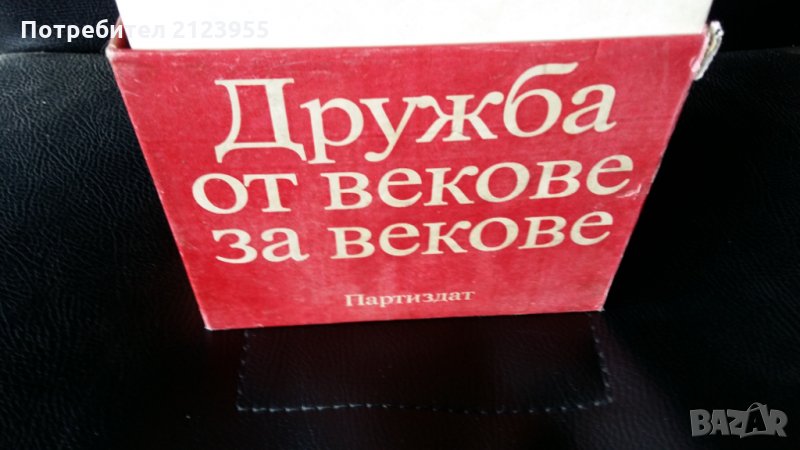 Потребител 2123955
Дружба
от векове
за векове
Партиздат
BAZAR